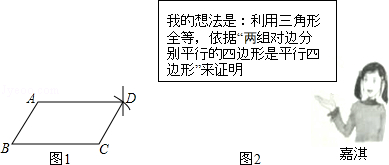 我的想法是：利用三角形
全等，依据“两组对边分
别平行的四边形是平行四
边形”来证明
A
D
B
C
图1
图2
嘉淇